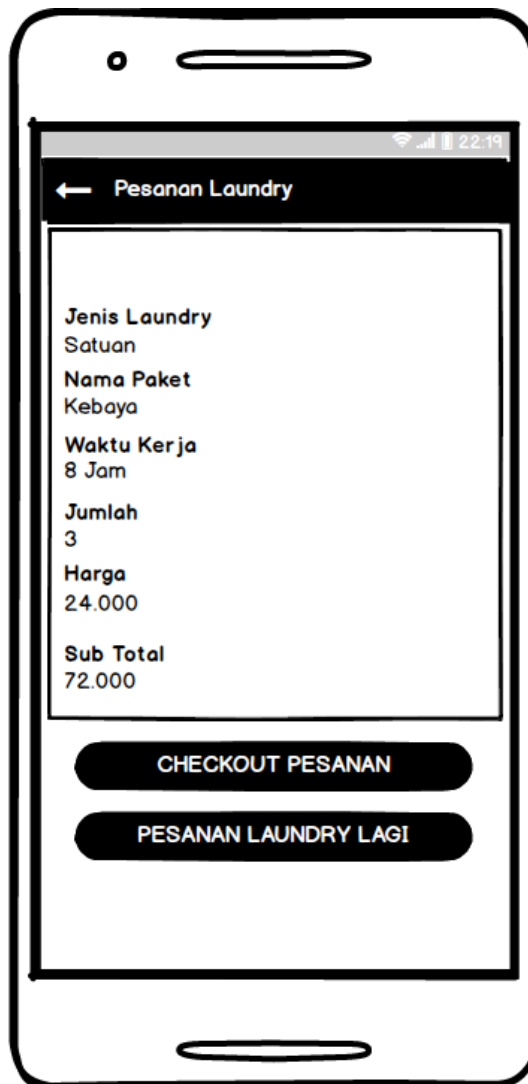 22:19
Pesanan Laundry
Jenis Laundry
Satuan
Nama Paket
Kebaya
Waktu Kerja
8 Jam
Jumlah
3
Harga
24.000
Sub Total
72.000
CHECKOUT PESANAN
PESANAN LAUNDRY LAGI